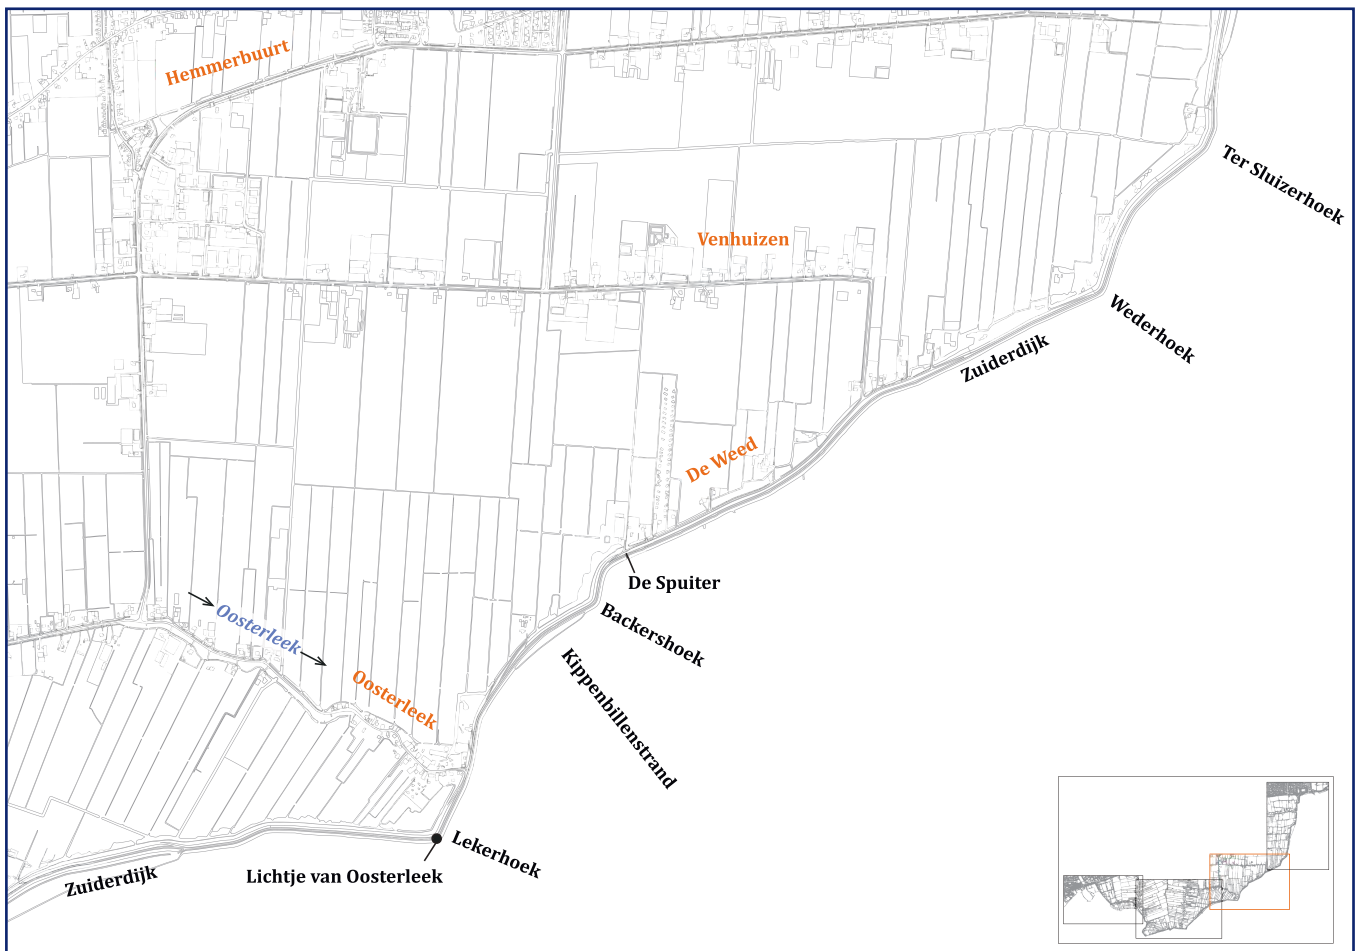 Hemmerbuurt
Ter Sluizerhoek
Venhuizen
Wederhoek
Zuiderdijk
De Weed
De Spuiter
Oosterleek
Backershoek
Kippenbillenstrand
Oosterleek
Lekerhoek
Lichtje van Oosterleek
Zuiderdijk